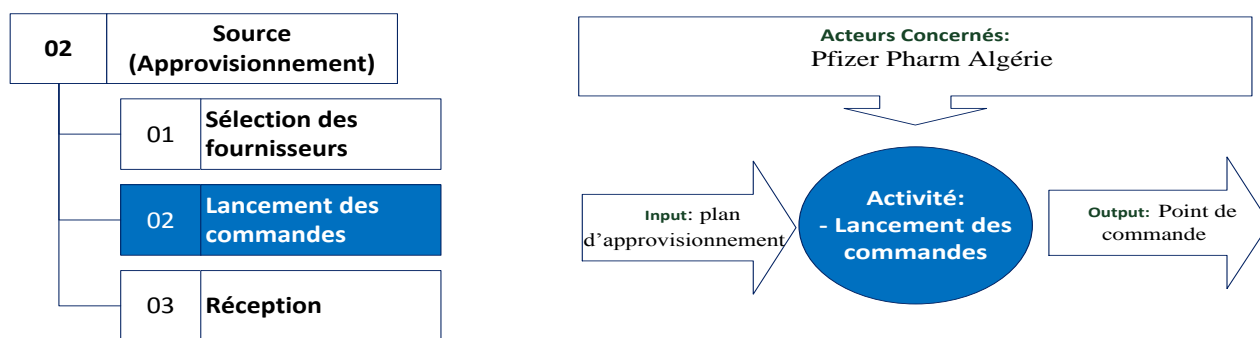 02
Source
(Approvisionnement)
01
Sélection des
fournisseurs
02
Lancement des
commandes
03
Réception
Acteurs Concernés:
Pfizer Pharm Algérie
Input: plan
d’approvisionnement
Activité:
- Lancement des
commandes
Output: Point de
commande